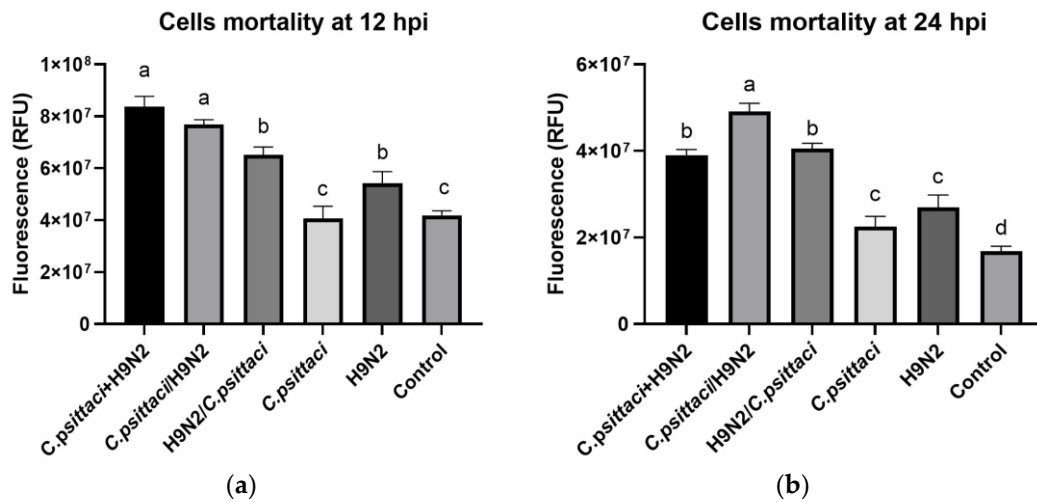 Cells mortality at 12 hpi
Fluorescence (RFU)
1×10⁸
8×10⁷
6×10⁷
4×10⁷
2×10⁷
0
a
a
b
c
b
c
C.psittaci+H9N2
C.psittaci/H9N2
H9N2/C.psittaci
C.psittaci
H9N2
Control
(a)
Cells mortality at 24 hpi
Fluorescence (RFU)
6×10⁷
4×10⁷
2×10⁷
0
b
a
b
c
c
d
C.psittaci+H9N2
C.psittaci/H9N2
H9N2/C.psittaci
C.psittaci
H9N2
Control
(b)